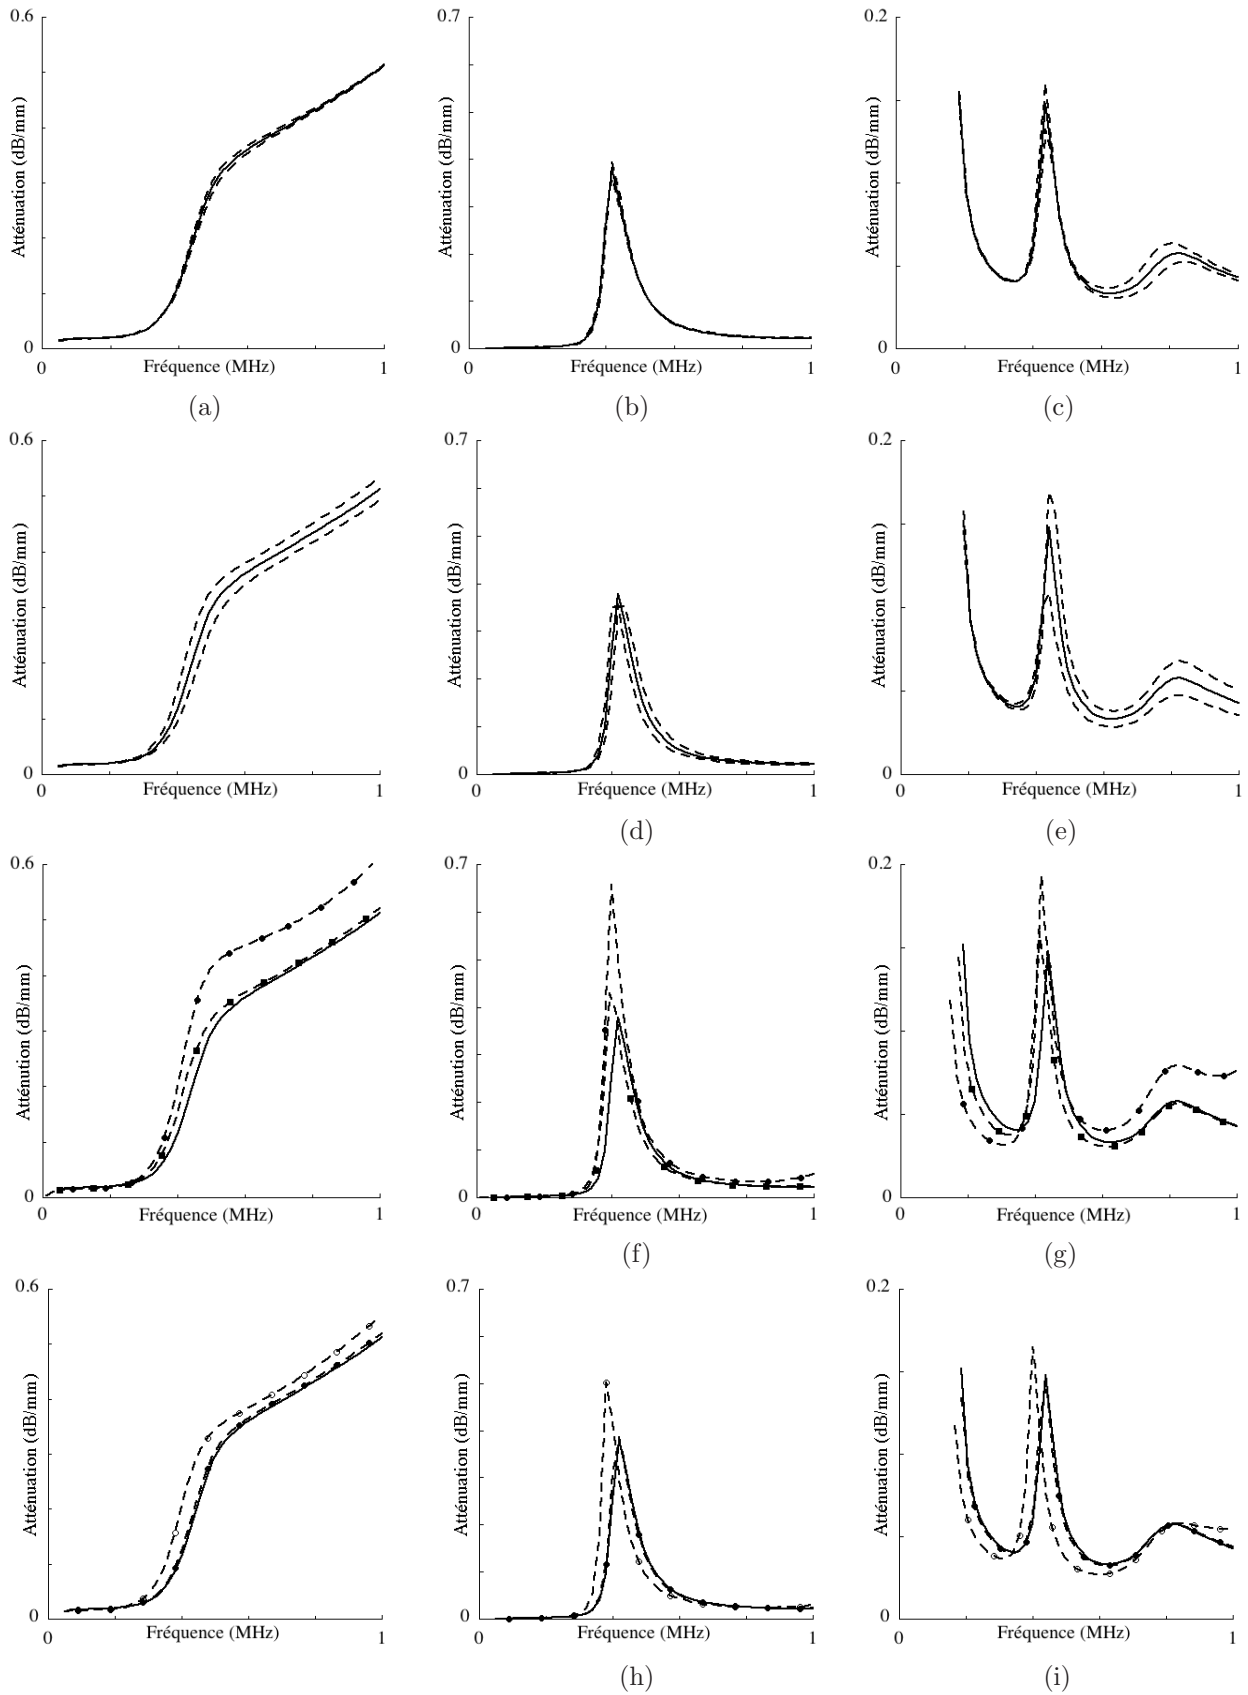 0.6
Atténuation (dB/mm)
0
0
Fréquence (MHz)
1
(a)
0.7
Atténuation (dB/mm)
0
0
Fréquence (MHz)
1
(b)
0.2
Atténuation (dB/mm)
0
0
Fréquence (MHz)
1
(c)
0.6
Atténuation (dB/mm)
0
0
Fréquence (MHz)
1
0.7
Atténuation (dB/mm)
0
0
Fréquence (MHz)
1
(d)
0.2
Atténuation (dB/mm)
0
0
Fréquence (MHz)
1
(e)
0.6
Atténution (dB/mm)
0
0
Fréquence (MHz)
1
0.7
Atténution (dB/mm)
0
0
Fréquence (MHz)
1
(f)
0.2
Atténution (dB/mm)
0
0
Fréquence (MHz)
1
(g)
0.6
Atténuation (dB/mm)
0
0
Fréquence (MHz)
1
0.7
Atténuation (dB/mm)
0
0
Fréquence (MHz)
1
(h)
0.2
Atténuation (dB/mm)
0
0
Fréquence (MHz)
1
(i)